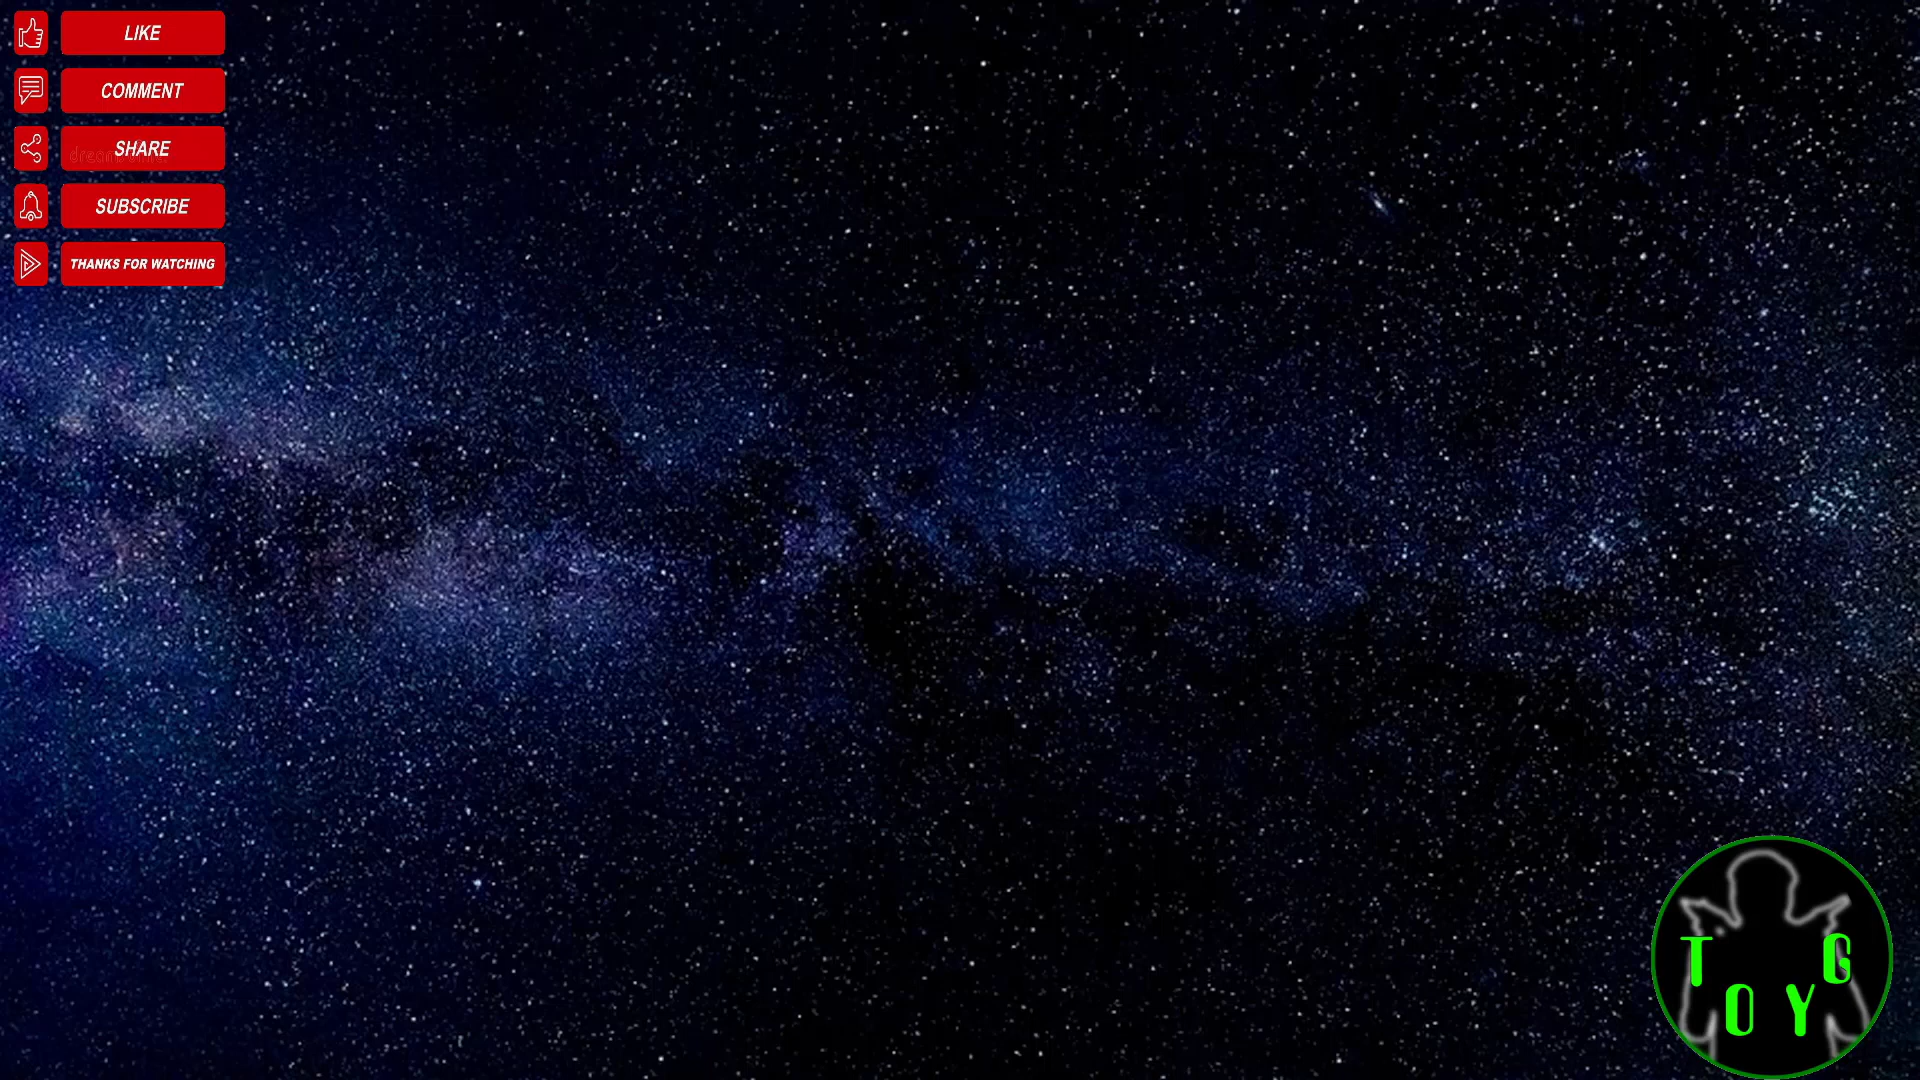 LIKE
COMMENT
SHARE
SUBSCRIBE
THANKS FOR WATCHING
T G
O Y